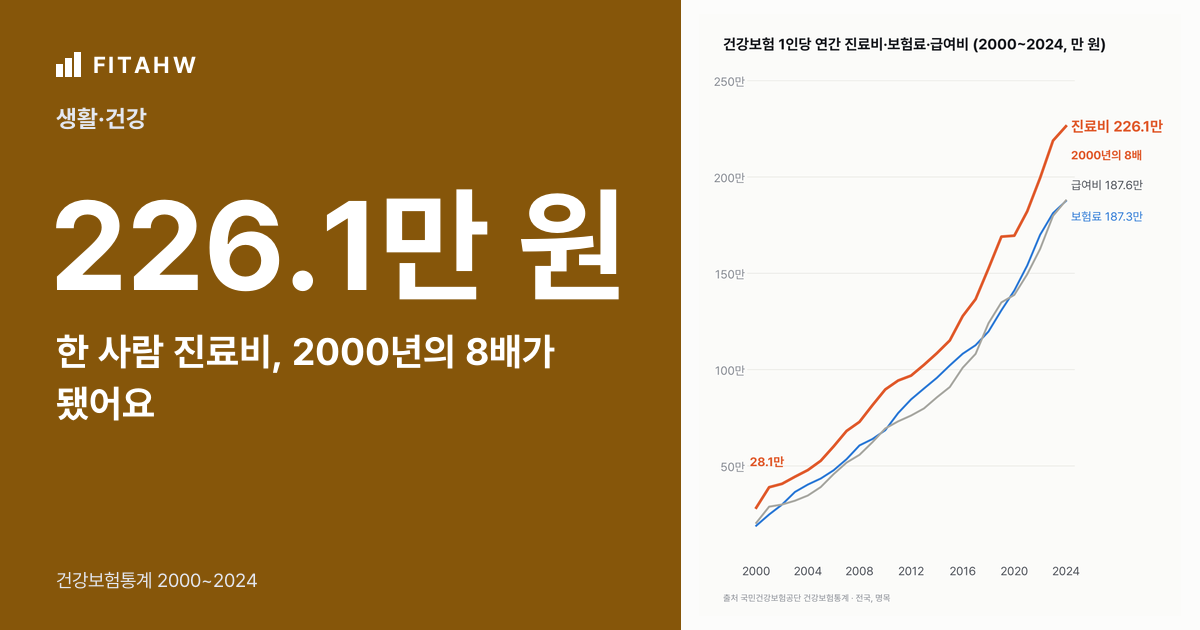 FITAHW
생활·건강
226.1만 원
한 사람 진료비, 2000년의 8배가
됐어요
건강보험통계 2000~2024
건강보험 1인당 연간 진료비·보험료·급여비 (2000~2024, 만 원)
250만
진료비 226.1만
2000년의 8배
200만
급여비 187.6만
보험료 187.3만
150만
100만
50만
28.1만
2000 2004 2008 2012 2016 2020 2024
출처 국민건강보험공단 건강보험통계 · 전국, 명목